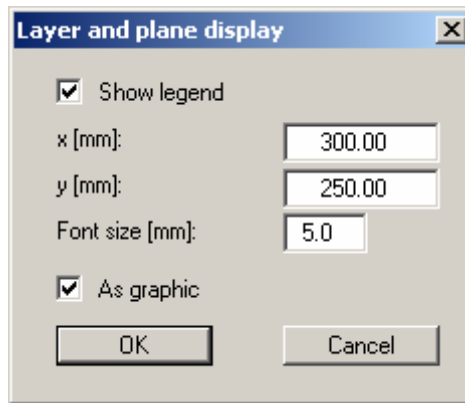 Layer and plane display
Show legend
x [mm]: 300.00
y [mm]: 250.00
Font size [mm]: 5.0
As graphic
OK Cancel